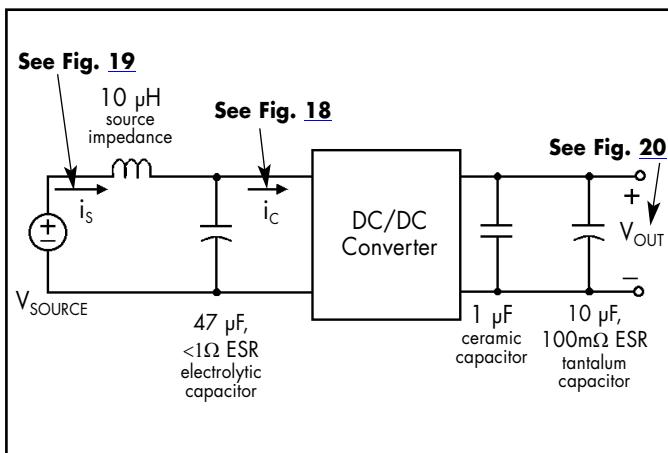 See Fig. 19
10 µH
source
impedance
See Fig. 18
See Fig. 20
i_S
i_C
DC/DC
Converter
+
V_OUT
–
+
–
V_SOURCE
47 µF,
<1Ω ESR
electrolytic
capacitor
1 µF
ceramic
capacitor
10 µF,
100mΩ ESR
tantalum
capacitor